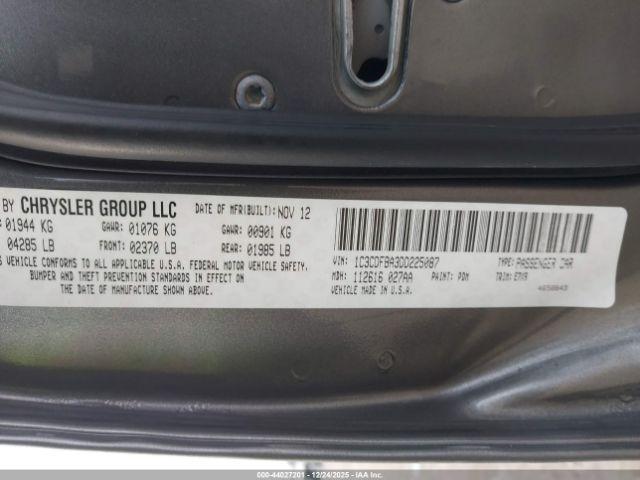 BY CHRYSLER GROUP LLC DATE OF MFR(BUILT): NOV 12
01944 KG GAWR: 01076 KG GAWR: 00901 KG
04285 LB FRONT: 02370 LB REAR: 01985 LB
VEHICLE CONFORMS TO ALL APPLICABLE U.S.A. FEDERAL MOTOR VEHICLE SAFETY,
BUMPER AND THEFT PREVENTION STANDARDS IN EFFECT ON
THE DATE OF MANUFACTURE SHOWN ABOVE.
VIN: 1C3CDFBA3DD225087 TYPE: PASSENGER CAR
MDH: 112616 027AA PAINT: PDM TRIM: E7X9
VEHICLE MADE IN U.S.A.
000-44027201 - 12/24/2025 - IAAI.COM